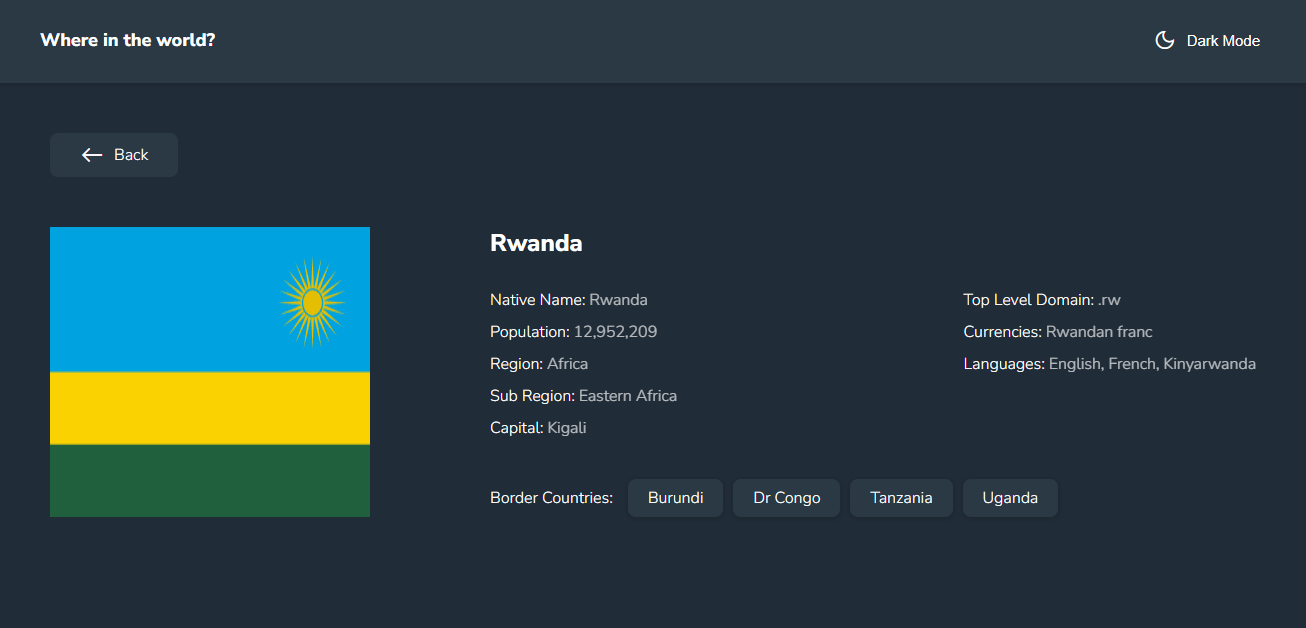 Where in the world?
Dark Mode
Back
Rwanda
Native Name: Rwanda
Population: 12,952,209
Region: Africa
Sub Region: Eastern Africa
Capital: Kigali
Top Level Domain: .rw
Currencies: Rwandan franc
Languages: English, French, Kinyarwanda
Border Countries: Burundi Dr Congo Tanzania Uganda